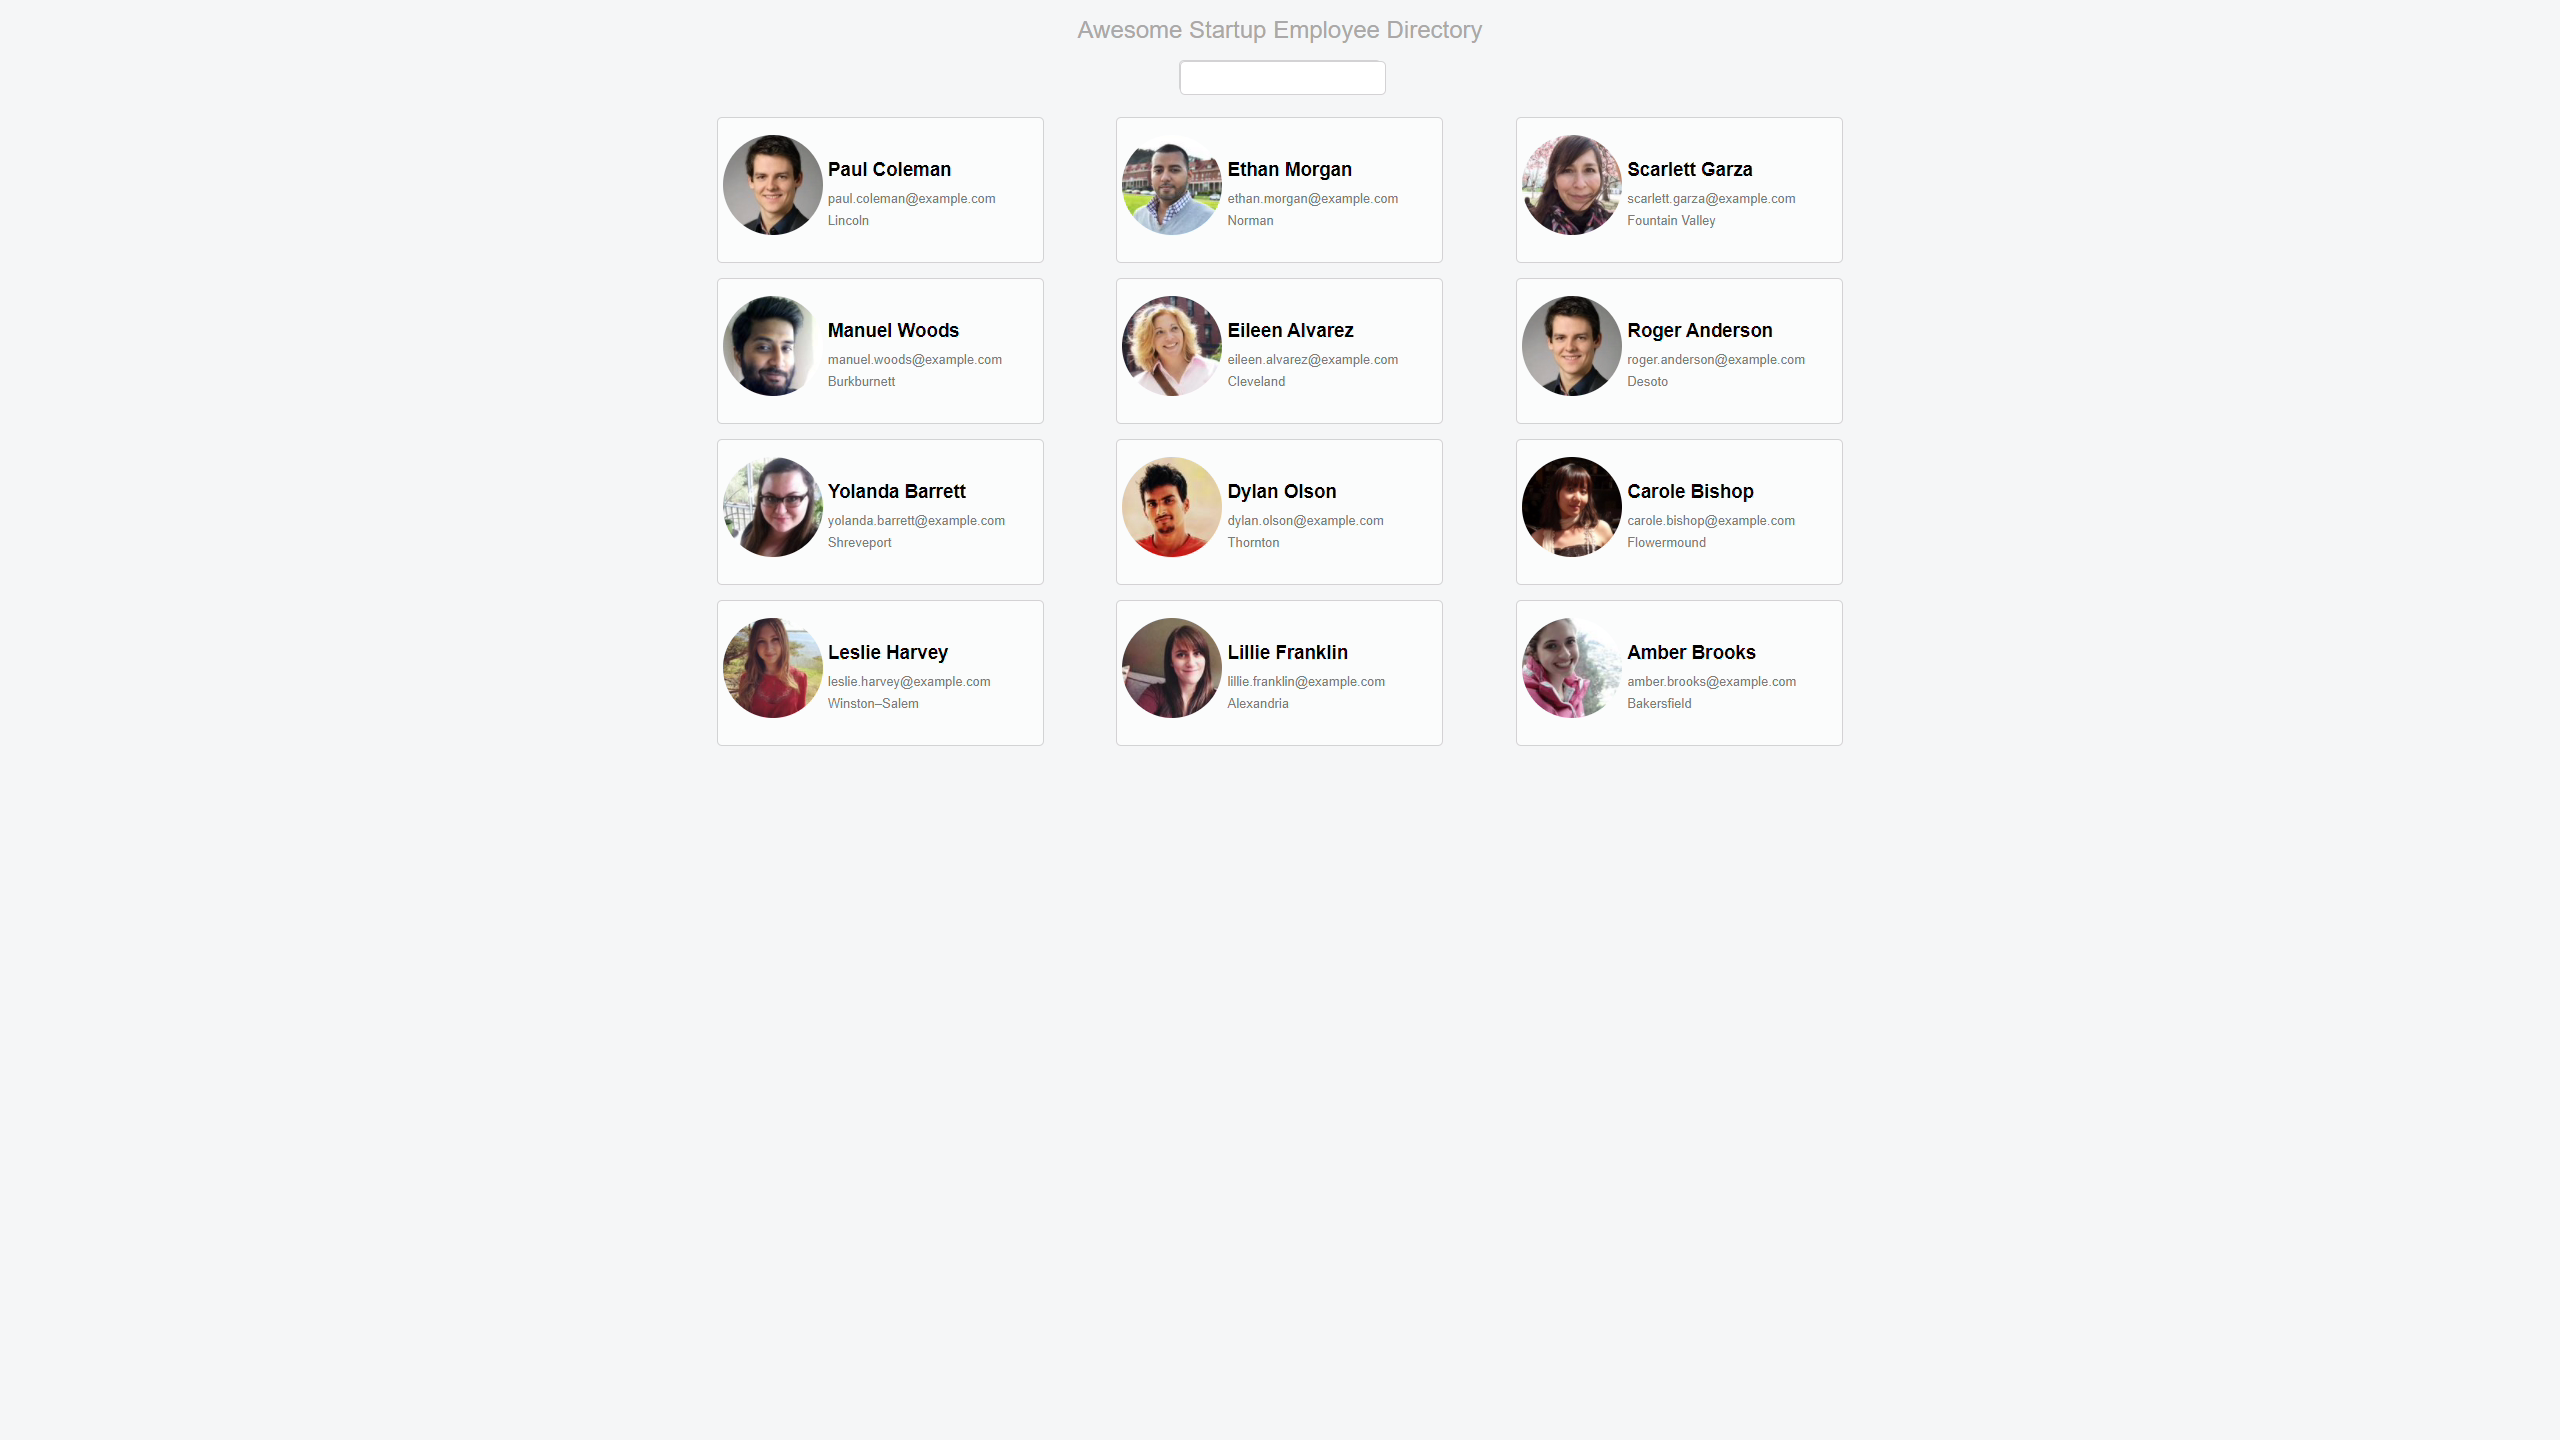 Awesome Startup Employee Directory
Paul Coleman
paul.coleman@example.com
Lincoln
Ethan Morgan
ethan.morgan@example.com
Norman
Scarlett Garza
scarlett.garza@example.com
Fountain Valley
Manuel Woods
manuel.woods@example.com
Burkburnett
Eileen Alvarez
eileen.alvarez@example.com
Cleveland
Roger Anderson
roger.anderson@example.com
Desoto
Yolanda Barrett
yolanda.barrett@example.com
Shreveport
Dylan Olson
dylan.olson@example.com
Thornton
Carole Bishop
carole.bishop@example.com
Flowermound
Leslie Harvey
leslie.harvey@example.com
Winston–Salem
Lillie Franklin
lillie.franklin@example.com
Alexandria
Amber Brooks
amber.brooks@example.com
Bakersfield